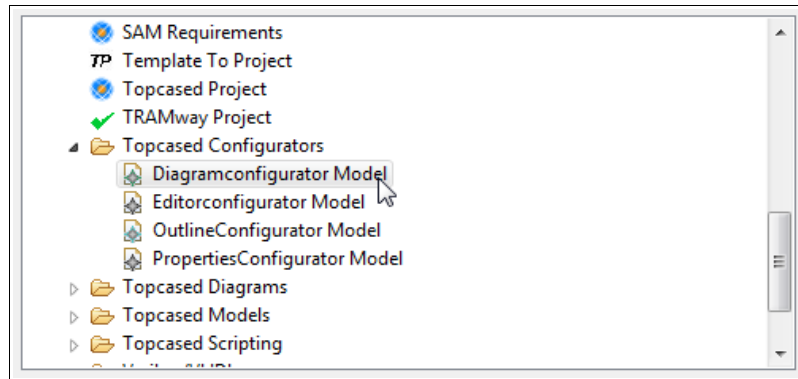 SAM Requirements
TP Template To Project
Topcased Project
TRAMway Project
Topcased Configurators
Diagramconfigurator Model
Editorconfigurator Model
OutlineConfigurator Model
PropertiesConfigurator Model
Topcased Diagrams
Topcased Models
Topcased Scripting